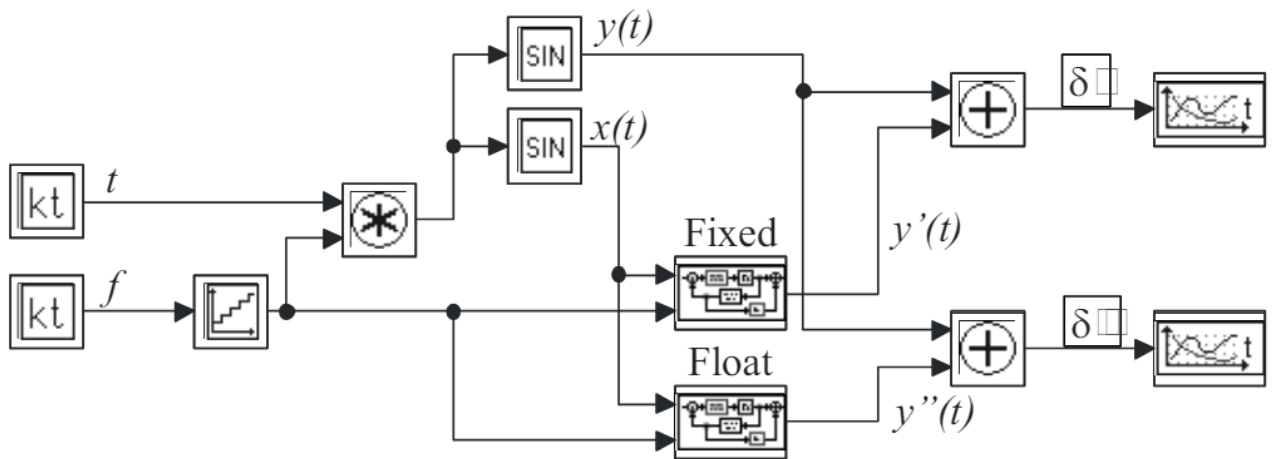 y(t)
SIN
x(t)
SIN
t
kt
f
kt
Fixed
y’(t)
Float
y’’(t)
δ
t
δ
t